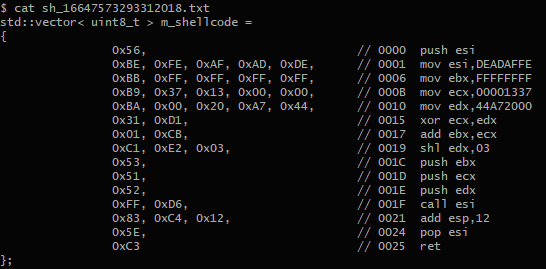 $ cat sh_16647573293312018.txt
std::vector< uint8_t > m_shellcode =
{
0x56, // 0000 push esi
0xBE, 0xFE, 0xAF, 0xAD, 0xDE, // 0001 mov esi,DEADAFFE
0xBB, 0xFF, 0xFF, 0xFF, 0xFF, // 0006 mov ebx,FFFFFFFF
0xB9, 0x37, 0x13, 0x00, 0x00, // 000B mov ecx,00001337
0xBA, 0x00, 0x20, 0xA7, 0x44, // 0010 mov edx,44A72000
0x31, 0xD1, // 0015 xor ecx,edx
0x01, 0xCB, // 0017 add ebx,ecx
0xC1, 0xE2, 0x03, // 0019 shl edx,03
0x53, // 001C push ebx
0x51, // 001D push ecx
0x52, // 001E push edx
0xFF, 0xD6, // 001F call esi
0x83, 0xC4, 0x12, // 0021 add esp,12
0x5E, // 0024 pop esi
0xC3 // 0025 ret
};